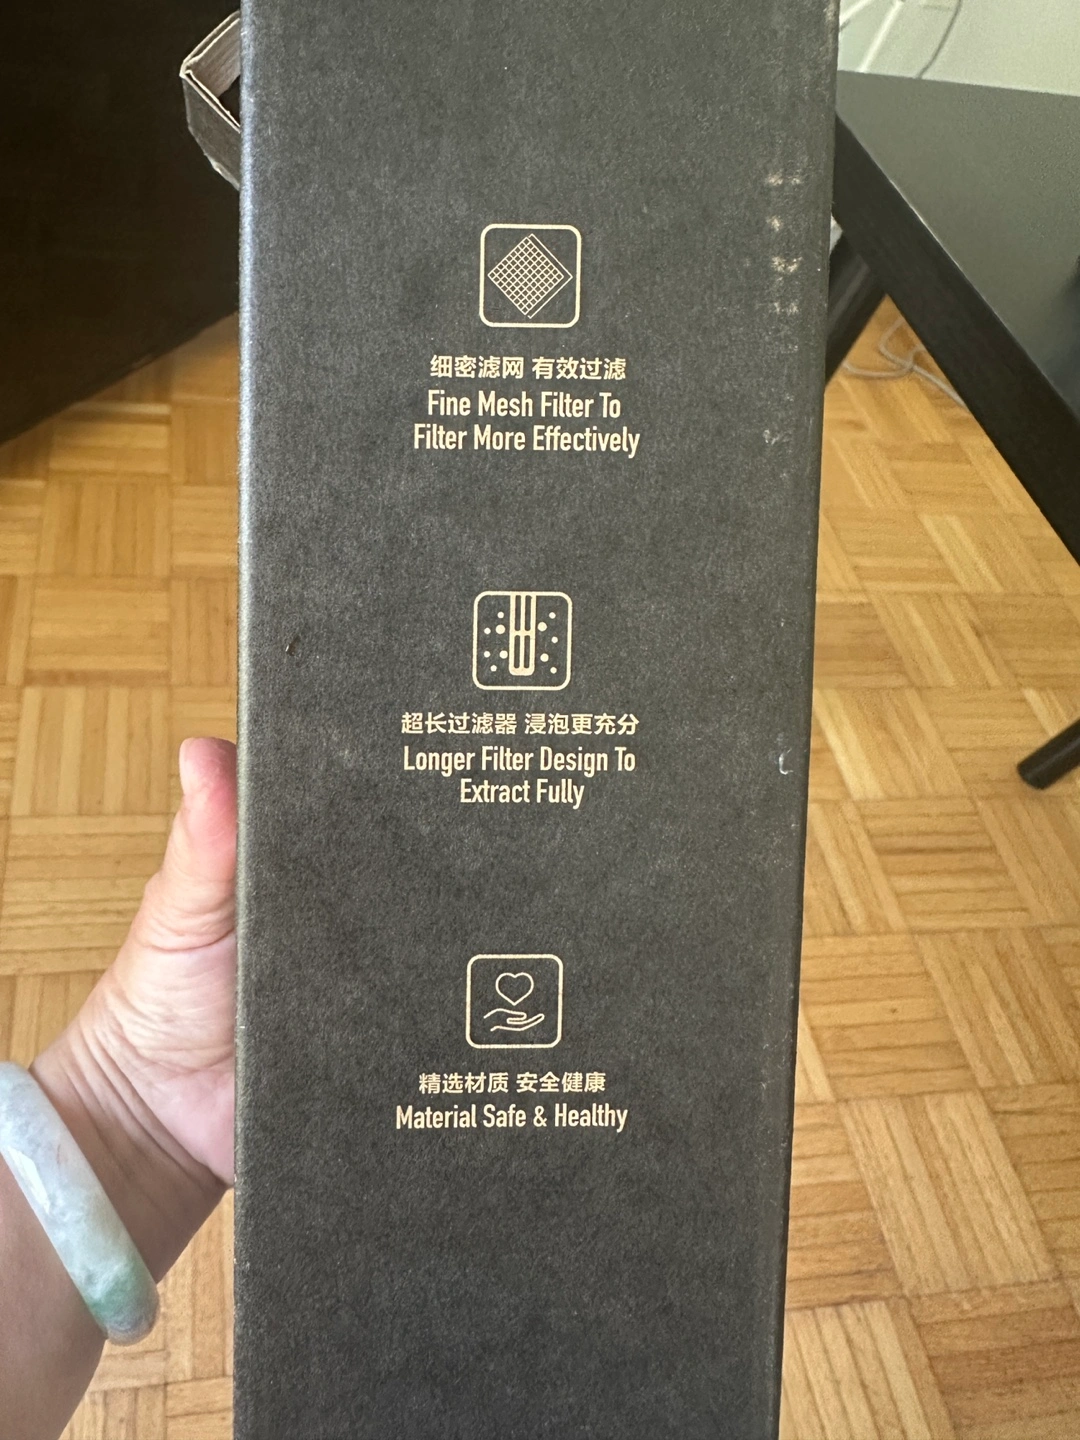 细密滤网 有效过滤
Fine Mesh Filter To
Filter More Effectively
超长过滤器 浸泡更充分
Longer Filter Design To
Extract Fully
精选材质 安全健康
Material Safe & Healthy